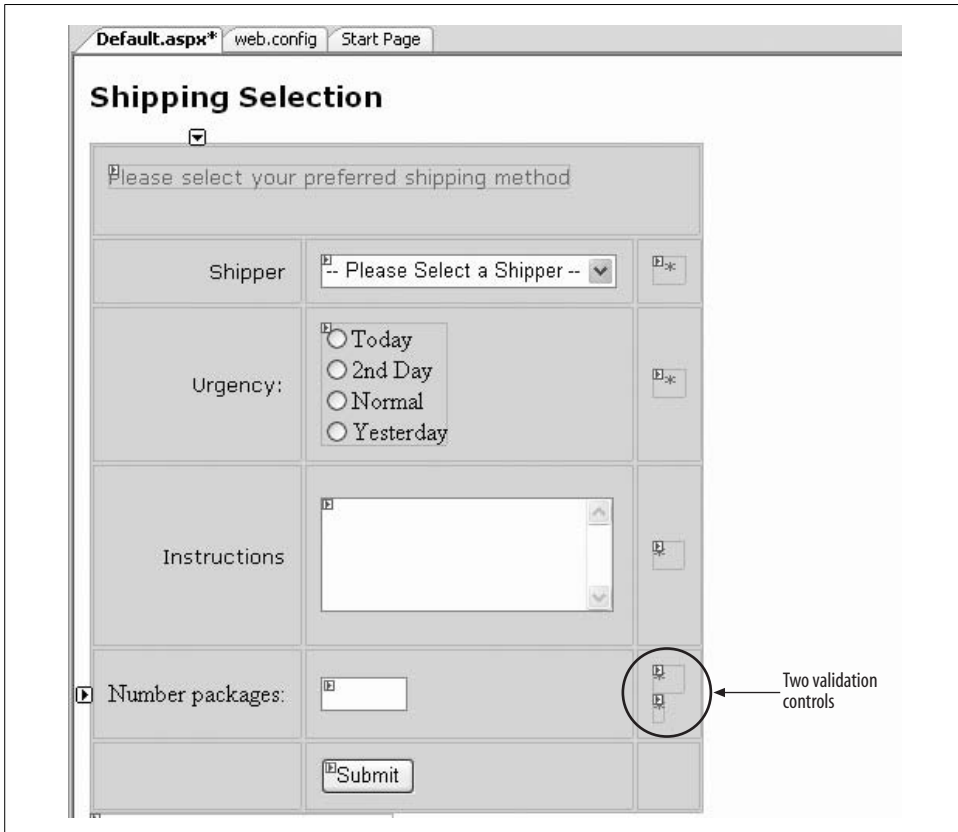 Default.aspx* web.config Start Page
Shipping Selection
Please select your preferred shipping method
Shipper -- Please Select a Shipper -- *
Urgency:
Today
2nd Day
Normal
Yesterday
*
Instructions *
Number packages: *
*
Two validation
controls
Submit